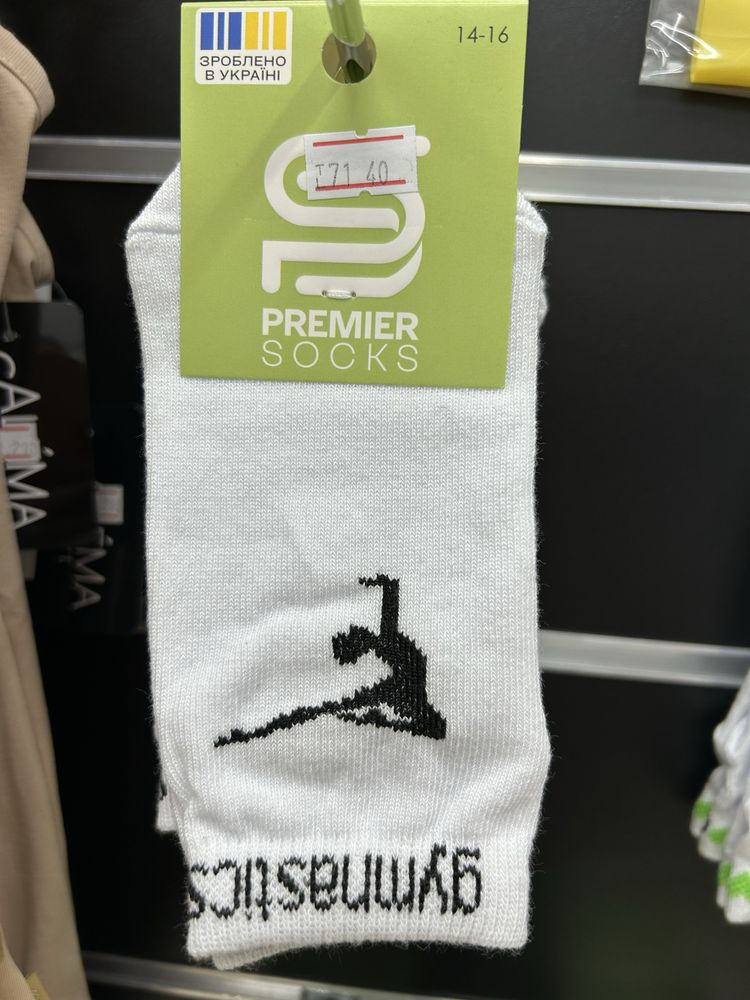 ЗРОБЛЕНО
В УКРАЇНІ
14-16
171 40
PREMIER
SOCKS
gymnastics